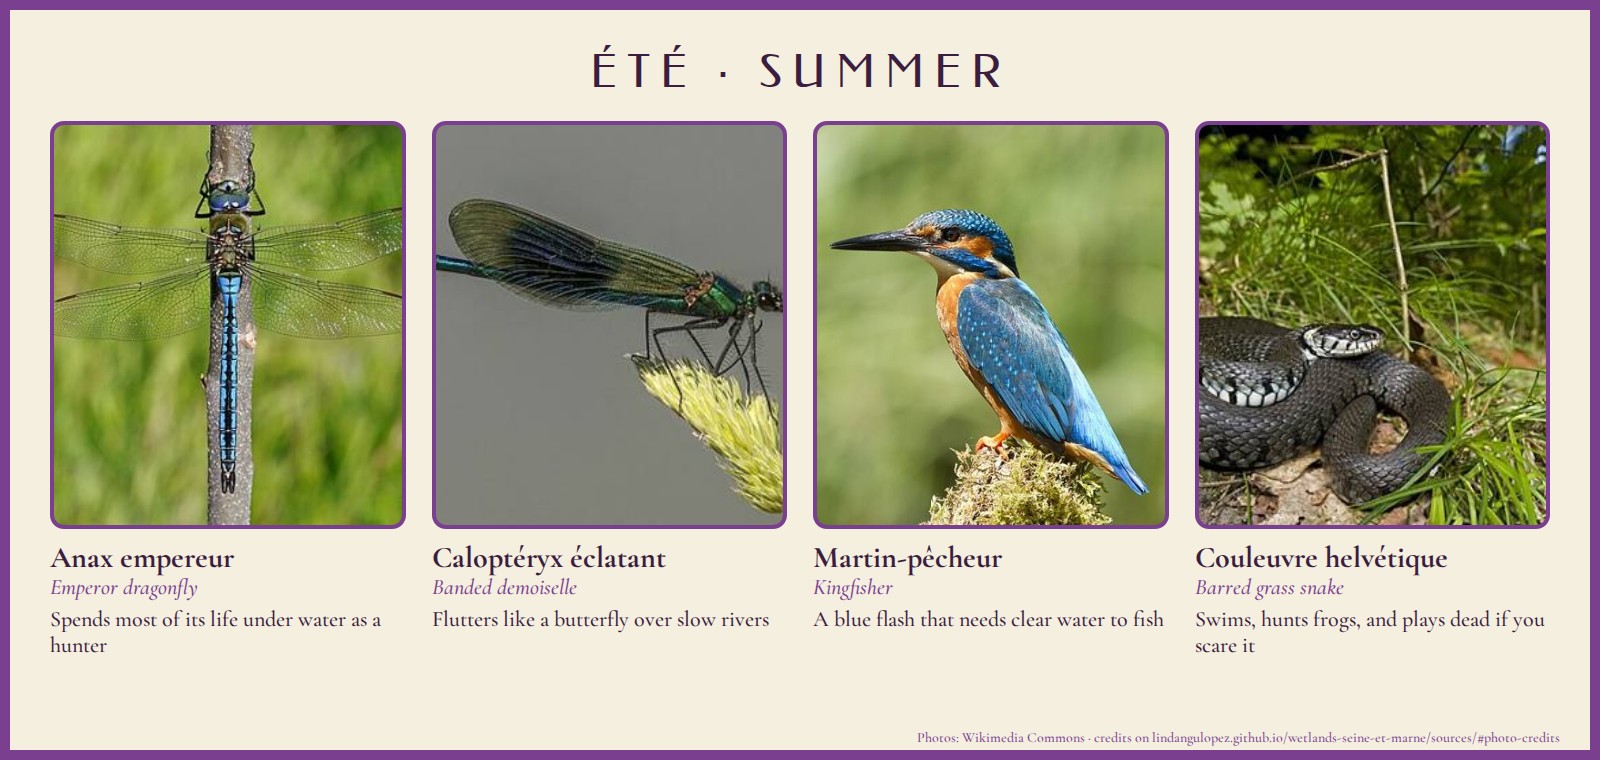 ÉTÉ · SUMMER
Anax empereur
Emperor dragonfly
Spends most of its life under water as a
hunter
Caloptéryx éclatant
Banded demoiselle
Flutters like a butterfly over slow rivers
Martin-pêcheur
Kingfisher
A blue flash that needs clear water to fish
Couleuvre helvétique
Barred grass snake
Swims, hunts frogs, and plays dead if you
scare it
Photos: Wikimedia Commons · credits on lindangulopez.github.io/wetlands-seine-et-marne/sources/#photo-credits